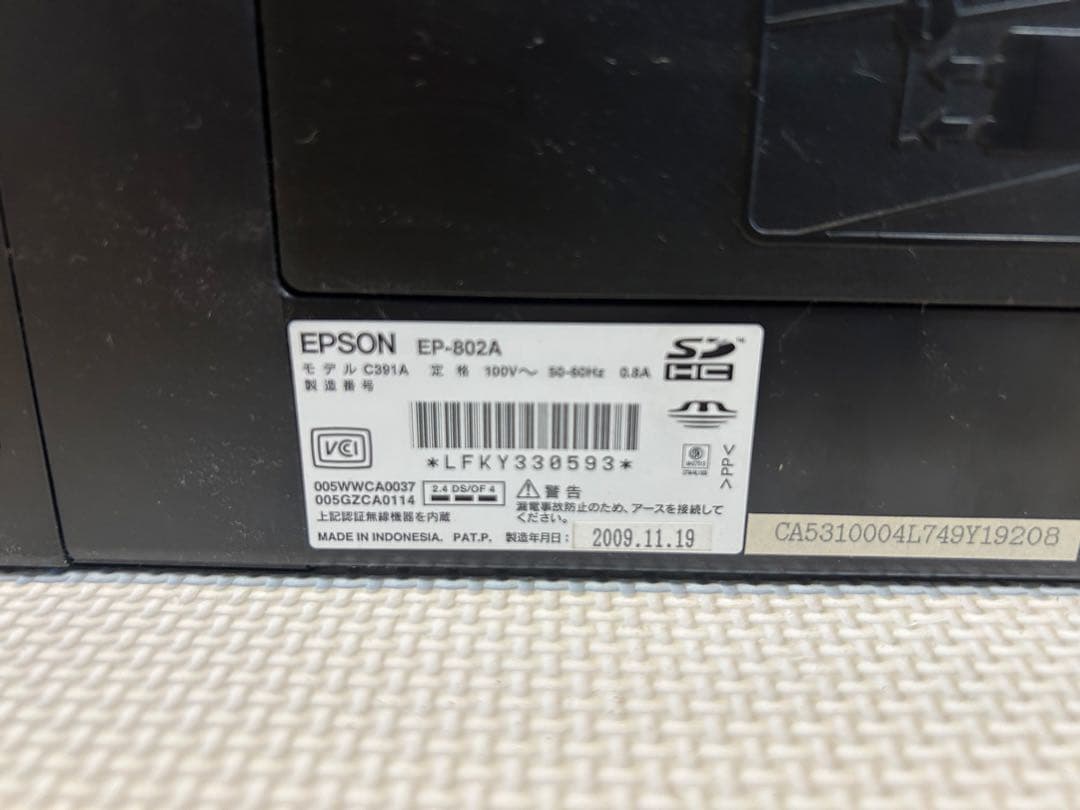 EPSON EP-802A
モデル C391A 定格 100V～ 50-60Hz 0.8A
製造番号
SD™
HC
VCCI
*LFKY330593*
>PP<
005WWCA0037
005GZCA0114
2.4 DS/OF 4
上記認証無線機器を内蔵
⚠警告
漏電事故防止のため、アースを接続して
ください。
MADE IN INDONESIA. PAT.P. 製造年月日: 2009.11.19
CA5310004L749Y19208